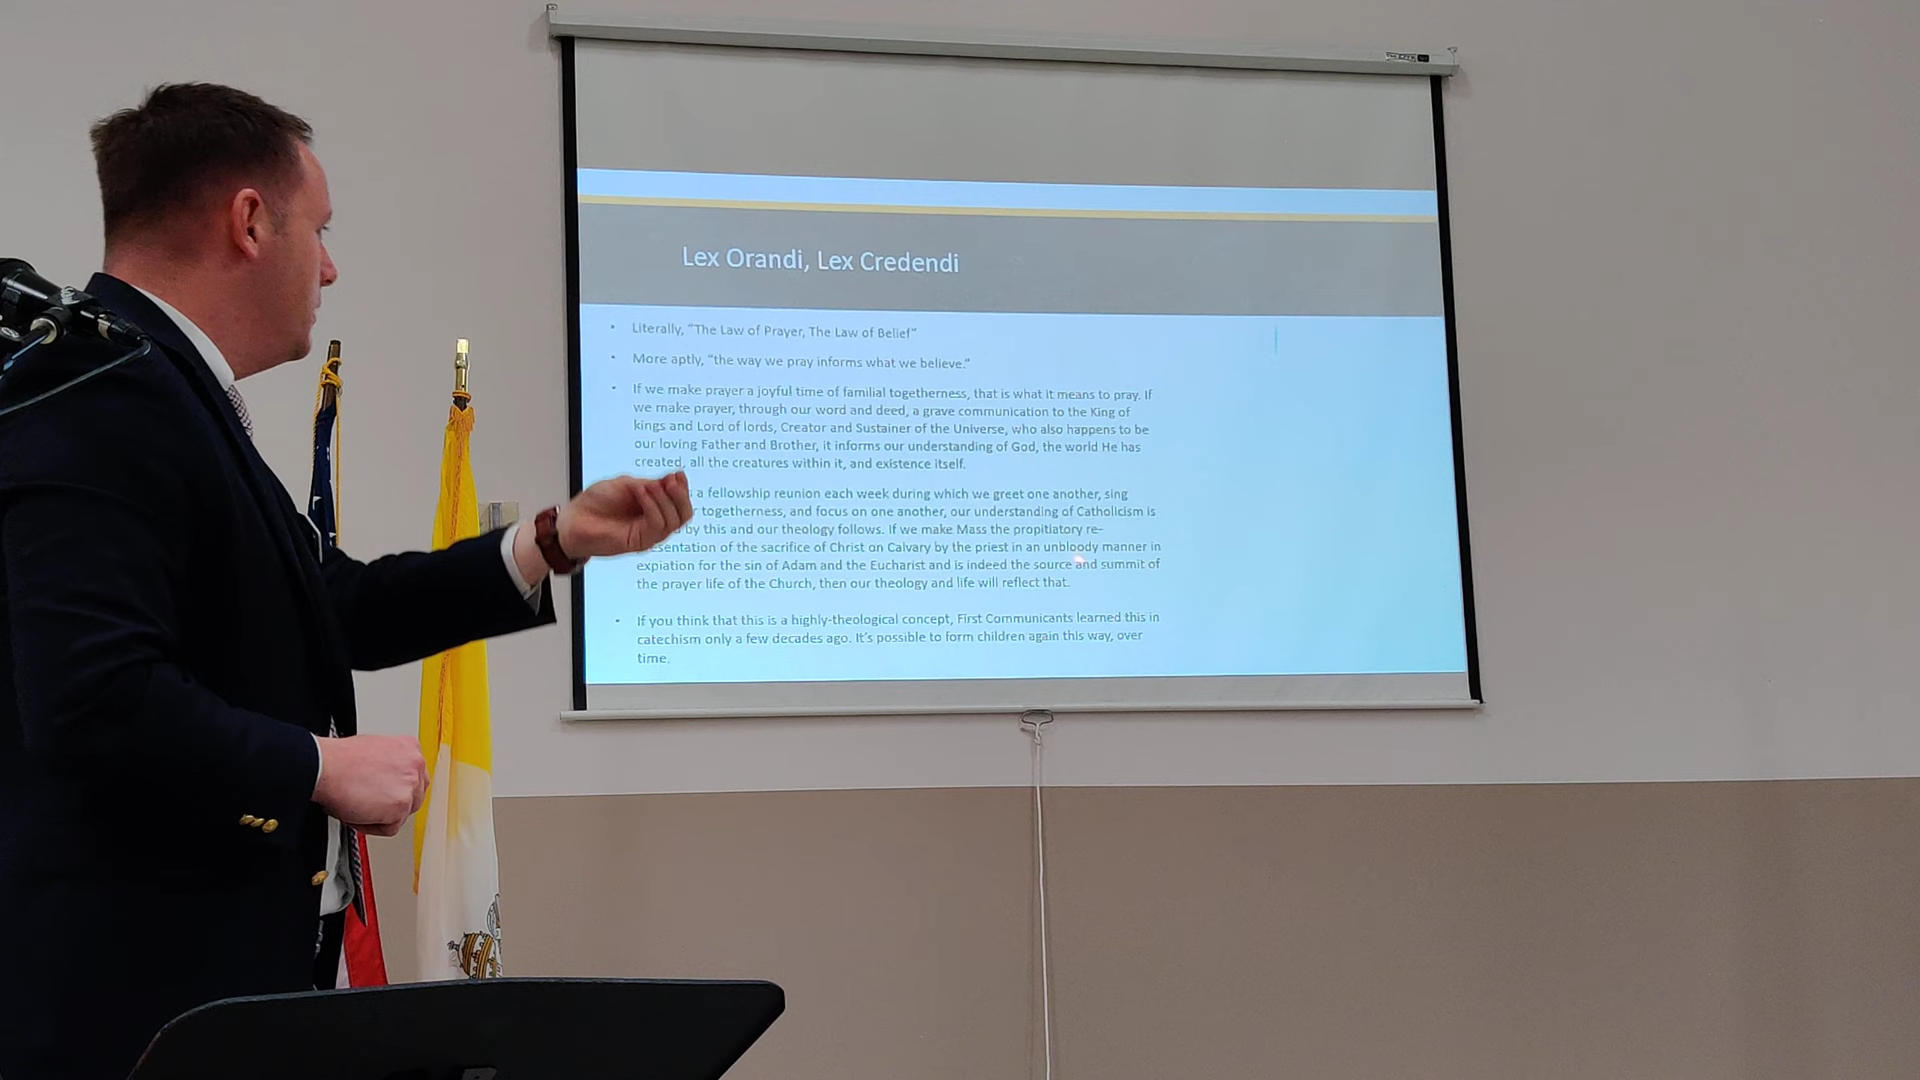 Lex Orandi, Lex Credendi
• Literally, “The Law of Prayer, The Law of Belief”
• More aptly, “the way we pray informs what we believe.”
• If we make prayer a joyful time of familial togetherness, that is what it means to pray. If
we make prayer, through our word and deed, a grave communication to the King of
kings and Lord of lords, Creator and Sustainer of the Universe, who also happens to be
our loving Father and Brother, it informs our understanding of God, the world He has
created, all the creatures within it, and existence itself.
a fellowship reunion each week during which we greet one another, sing
togetherness, and focus on one another, our understanding of Catholicism is
by this and our theology follows. If we make Mass the propitiatory re-
sentation of the sacrifice of Christ on Calvary by the priest in an unbloody manner in
expiation for the sin of Adam and the Eucharist and is indeed the source and summit of
the prayer life of the Church, then our theology and life will reflect that.
• If you think that this is a highly-theological concept, First Communicants learned this in
catechism only a few decades ago. It’s possible to form children again this way, over
time.